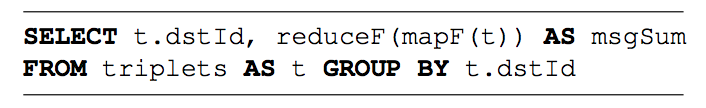 SELECT t.dstId, reduceF(mapF(t)) AS msgSum
FROM triplets AS t GROUP BY t.dstId